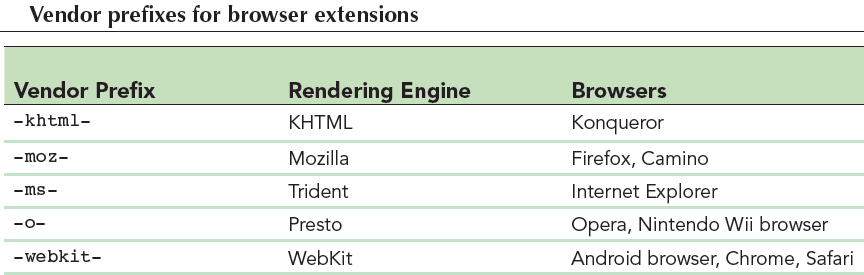 Vendor prefixes for browser extensions
Vendor Prefix Rendering Engine Browsers
-khtml- KHTML Konqueror
-moz- Mozilla Firefox, Camino
-ms- Trident Internet Explorer
-o- Presto Opera, Nintendo Wii browser
-webkit- WebKit Android browser, Chrome, Safari